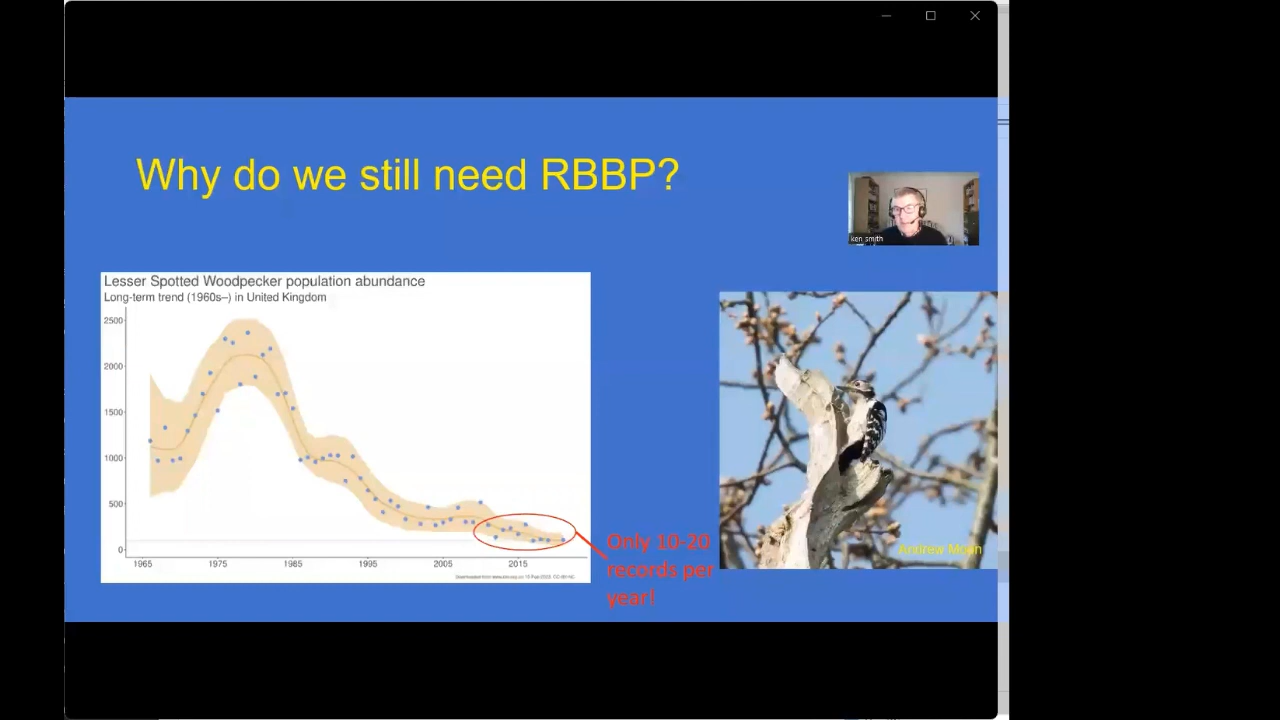 Why do we still need RBBP?
ken smith
Lesser Spotted Woodpecker population abundance
Long-term trend (1960s–) in United Kingdom
2500
2000
1500
1000
500
0
1965
1975
1985
1995
2005
2015
Only 10-20
records per
year!
Andrew